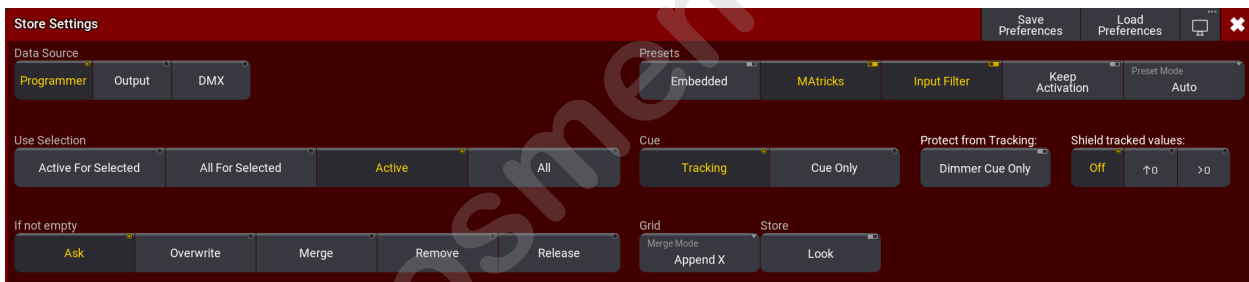 Store Settings
Save Preferences
Load Preferences
Data Source
Programmer Output DMX
Presets
Embedded MAtricks Input Filter Keep Activation
Preset Mode
Auto
Use Selection
Active For Selected All For Selected Active All
Cue
Tracking Cue Only
Protect from Tracking:
Dimmer Cue Only
Shield tracked values:
Off ↑0 >0
If not empty
Ask Overwrite Merge Remove Release
Grid
Merge Mode
Append X
Store
Look